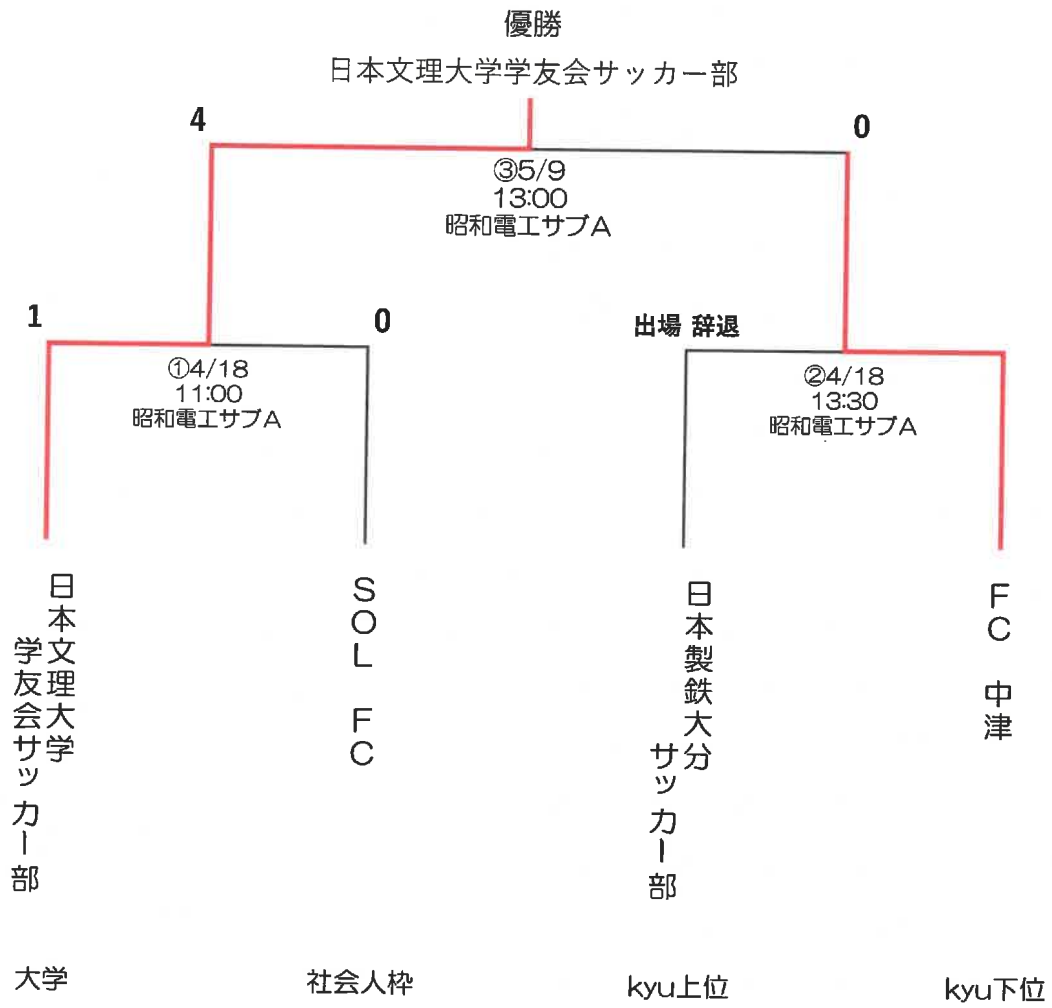 優勝
日本文理大学学友会サッカー部
4
0
③5/9
13:00
昭和電工サブA
1
0
出場 辞退
①4/18
11:00
昭和電工サブA
②4/18
13:30
昭和電工サブA
日本文理大学
学友会サッカー部
SOL FC
日本製鉄大分
サッカー部
FC 中津
大学
社会人枠
kyu上位
kyu下位